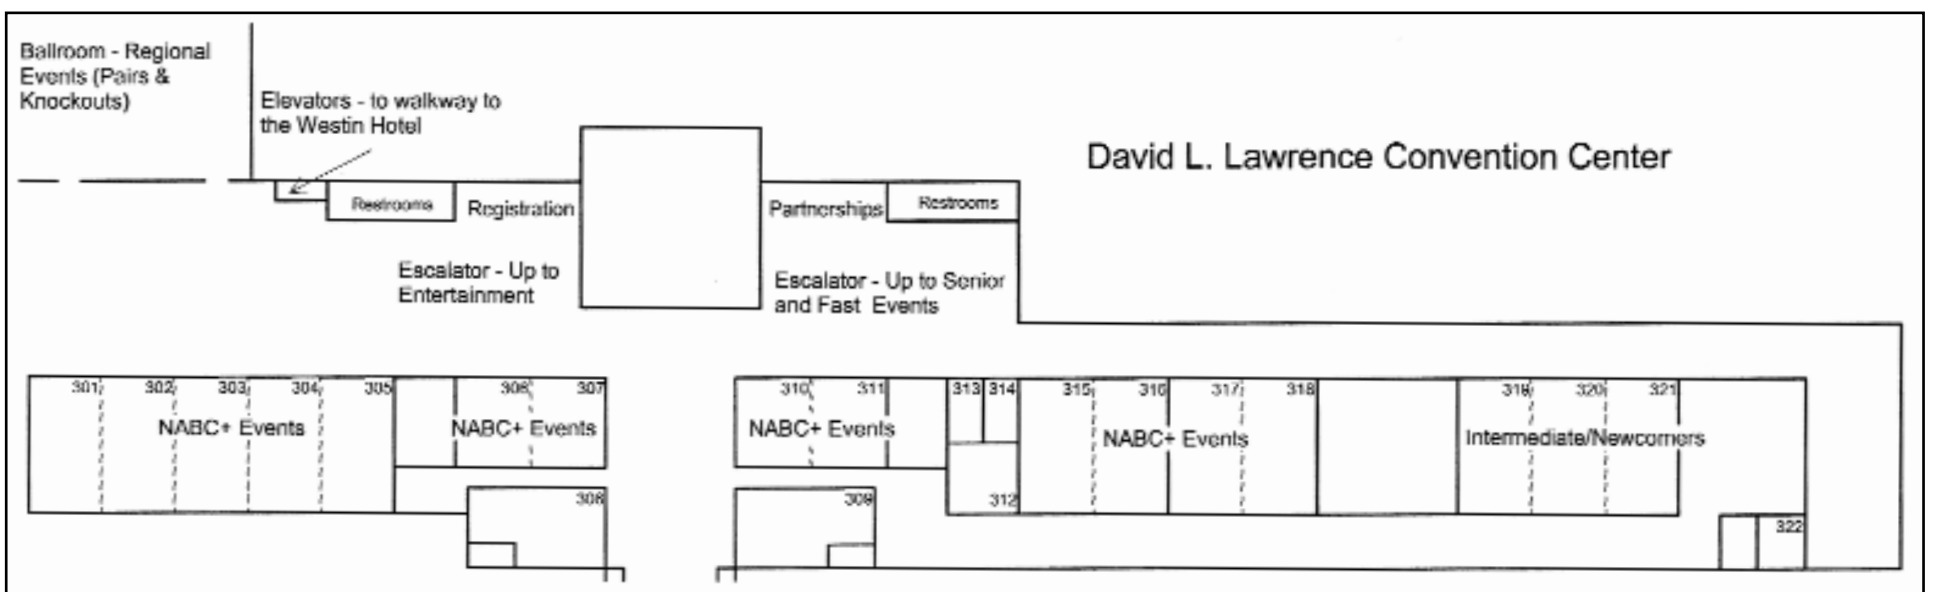 Ballroom - Regional
Events (Pairs &
Knockouts)
Elevators - to walkway to
the Westin Hotel
David L. Lawrence Convention Center
Restrooms
Registration
Partnerships
Restrooms
Escalator - Up to
Entertainment
Escalator - Up to Senior
and Fast Events
301
302
303
304
305
306
307
310
311
313
314
315
316
317
318
319
320
321
NABC+ Events
NABC+ Events
NABC+ Events
NABC+ Events
Intermediate/Newcomers
308
309
312
322